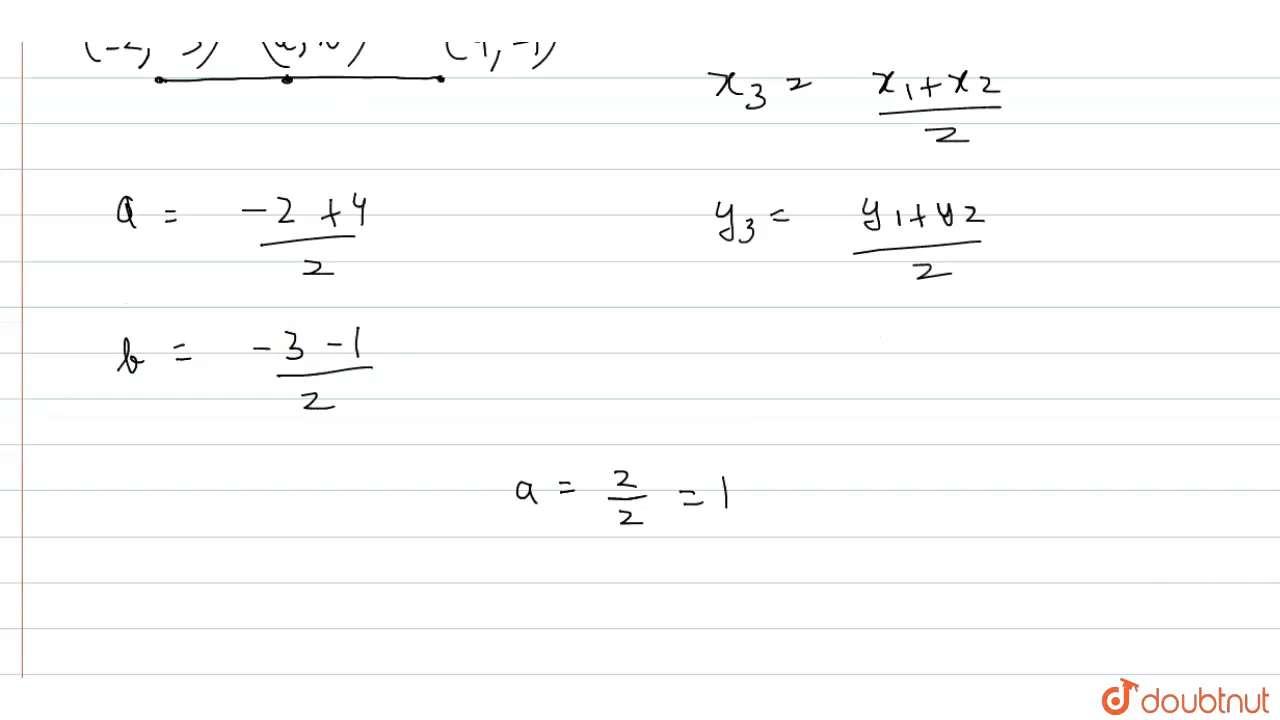 x₃ = x₁+x₂ / 2
a = -2+4 / 2
y₃ = y₁+y₂ / 2
b = -3-1 / 2
a = 2/2 = 1
doubtnut